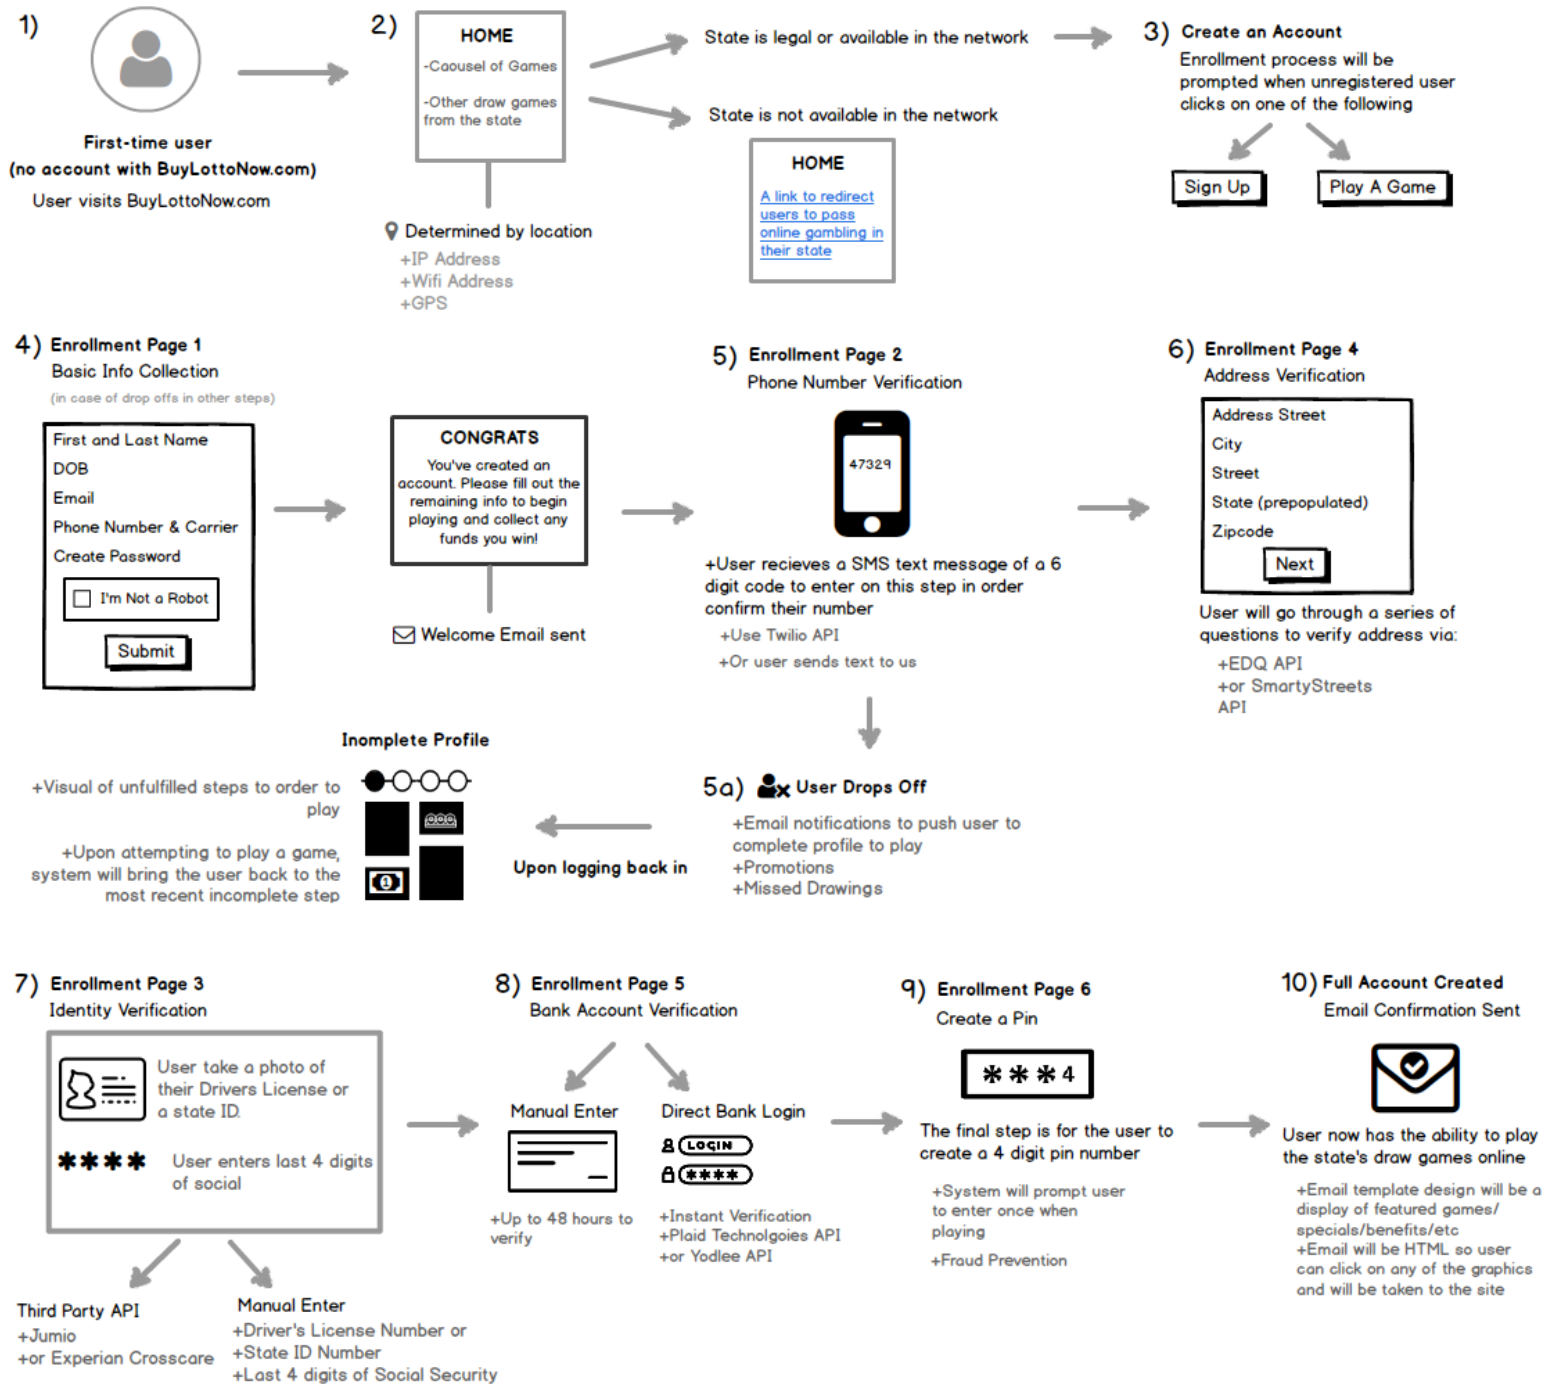 1)
First-time user
(no account with BuyLottoNow.com)
User visits BuyLottoNow.com
2)
HOME
-Caousel of Games
-Other draw games
from the state
Determined by location
+IP Address
+Wifi Address
+GPS
State is legal or available in the network
State is not available in the network
HOME
A link to redirect
users to pass
online gambling in
their state
3) Create an Account
Enrollment process will be
prompted when unregistered user
clicks on one of the following
Sign Up
Play A Game
4) Enrollment Page 1
Basic Info Collection
(in case of drop offs in other steps)
First and Last Name
DOB
Email
Phone Number & Carrier
Create Password
I'm Not a Robot
Submit
CONGRATS
You've created an
account. Please fill out the
remaining info to begin
playing and collect any
funds you win!
Welcome Email sent
5) Enrollment Page 2
Phone Number Verification
47329
+User recieves a SMS text message of a 6
digit code to enter on this step in order
confirm their number
+Use Twilio API
+Or user sends text to us
6) Enrollment Page 4
Address Verification
Address Street
City
Street
State (prepopulated)
Zipcode
Next
User will go through a series of
questions to verify address via:
+EDQ API
+or SmartyStreets
API
5a) User Drops Off
+Email notifications to push user to
complete profile to play
+Promotions
+Missed Drawings
Upon logging back in
Inomplete Profile
+Visual of unfulfilled steps to order to
play
+Upon attempting to play a game,
system will bring the user back to the
most recent incomplete step
1
7) Enrollment Page 3
Identity Verification
User take a photo of
their Drivers License or
a state ID.
**** User enters last 4 digits
of social
Third Party API
+Jumio
+or Experian Crosscare
Manual Enter
+Driver's License Number or
+State ID Number
+Last 4 digits of Social Security
8) Enrollment Page 5
Bank Account Verification
Manual Enter
+Up to 48 hours to
verify
Direct Bank Login
LOGIN
****
+Instant Verification
+Plaid Technolgoies API
+or Yodlee API
9) Enrollment Page 6
Create a Pin
***4
The final step is for the user to
create a 4 digit pin number
+System will prompt user
to enter once when
playing
+Fraud Prevention
10) Full Account Created
Email Confirmation Sent
User now has the ability to play
the state's draw games online
+Email template design will be a
display of featured games/
specials/benefits/etc
+Email will be HTML so user
can click on any of the graphics
and will be taken to the site